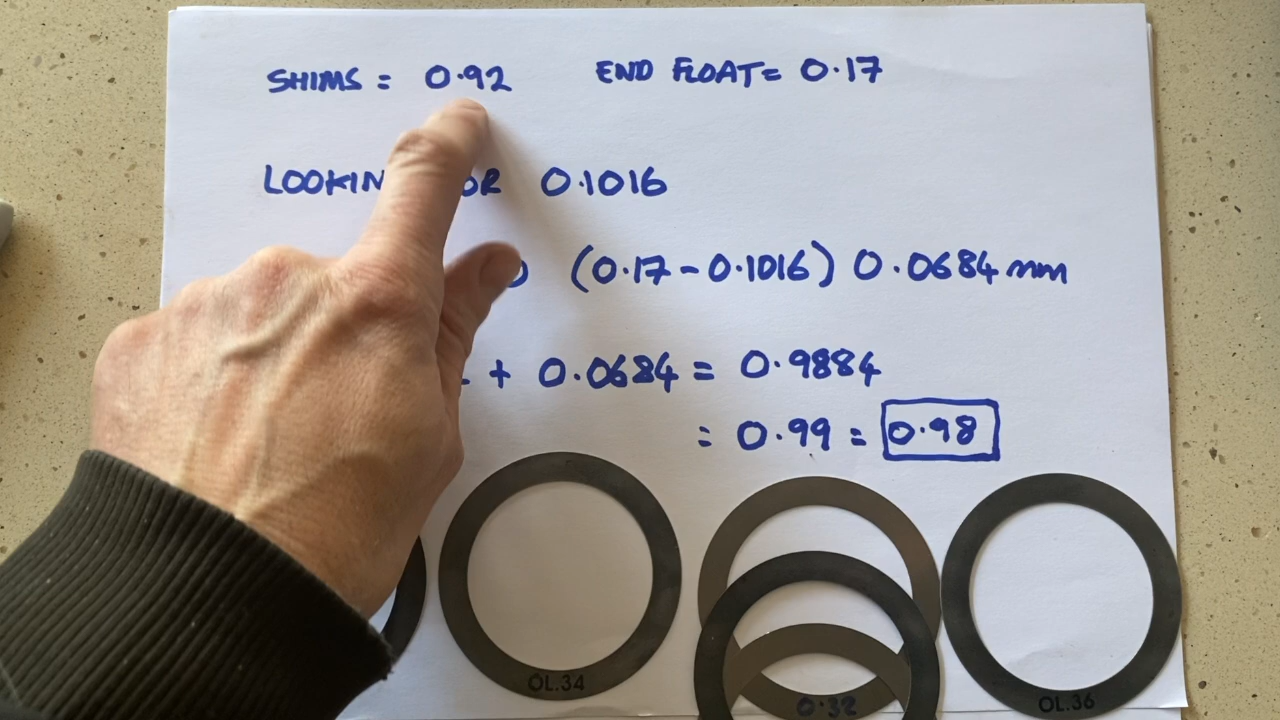 SHIMS = 0.92 END FLOAT= 0.17
LOOKIN OR 0.1016
(0.17-0.1016) 0.0684 mm
+ 0.0684 = 0.9884
= 0.99 = 0.98
OL.34
0.32
OL.36